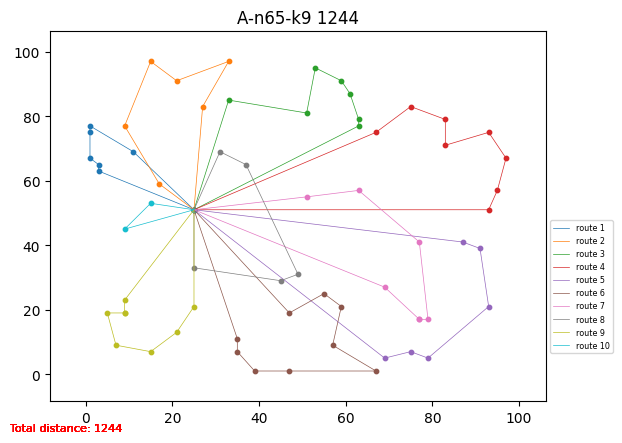 A-n65-k9 1244
100
80
60
40
20
0
0 20 40 60 80 100
route 1
route 2
route 3
route 4
route 5
route 6
route 7
route 8
route 9
route 10
Total distance: 1244